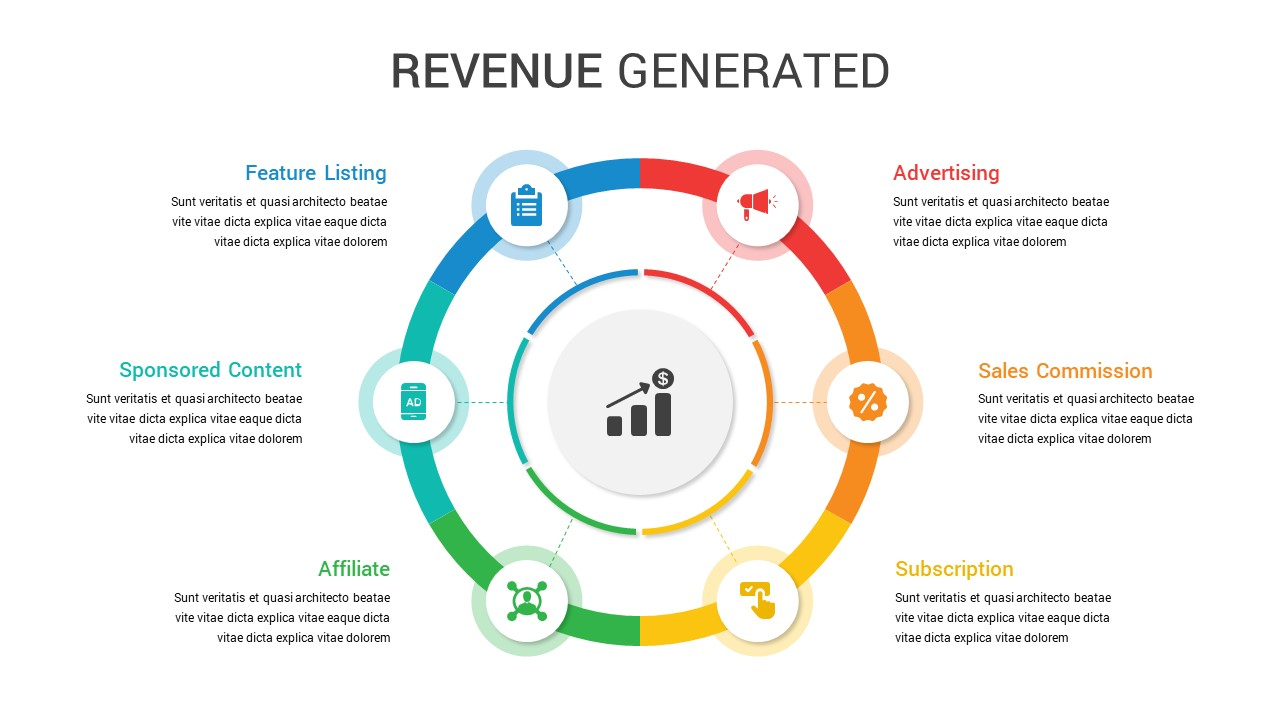 REVENUE GENERATED
Feature Listing
Sunt veritatis et quasi architecto beatae
vite vitae dicta explica vitae eaque dicta
vitae dicta explica vitae dolorem
Advertising
Sunt veritatis et quasi architecto beatae
vite vitae dicta explica vitae eaque dicta
vitae dicta explica vitae dolorem
Sponsored Content
Sunt veritatis et quasi architecto beatae
vite vitae dicta explica vitae eaque dicta
vitae dicta explica vitae dolorem
AD
$
%
Sales Commission
Sunt veritatis et quasi architecto beatae
vite vitae dicta explica vitae eaque dicta
vitae dicta explica vitae dolorem
Affiliate
Sunt veritatis et quasi architecto beatae
vite vitae dicta explica vitae eaque dicta
vitae dicta explica vitae dolorem
Subscription
Sunt veritatis et quasi architecto beatae
vite vitae dicta explica vitae eaque dicta
vitae dicta explica vitae dolorem